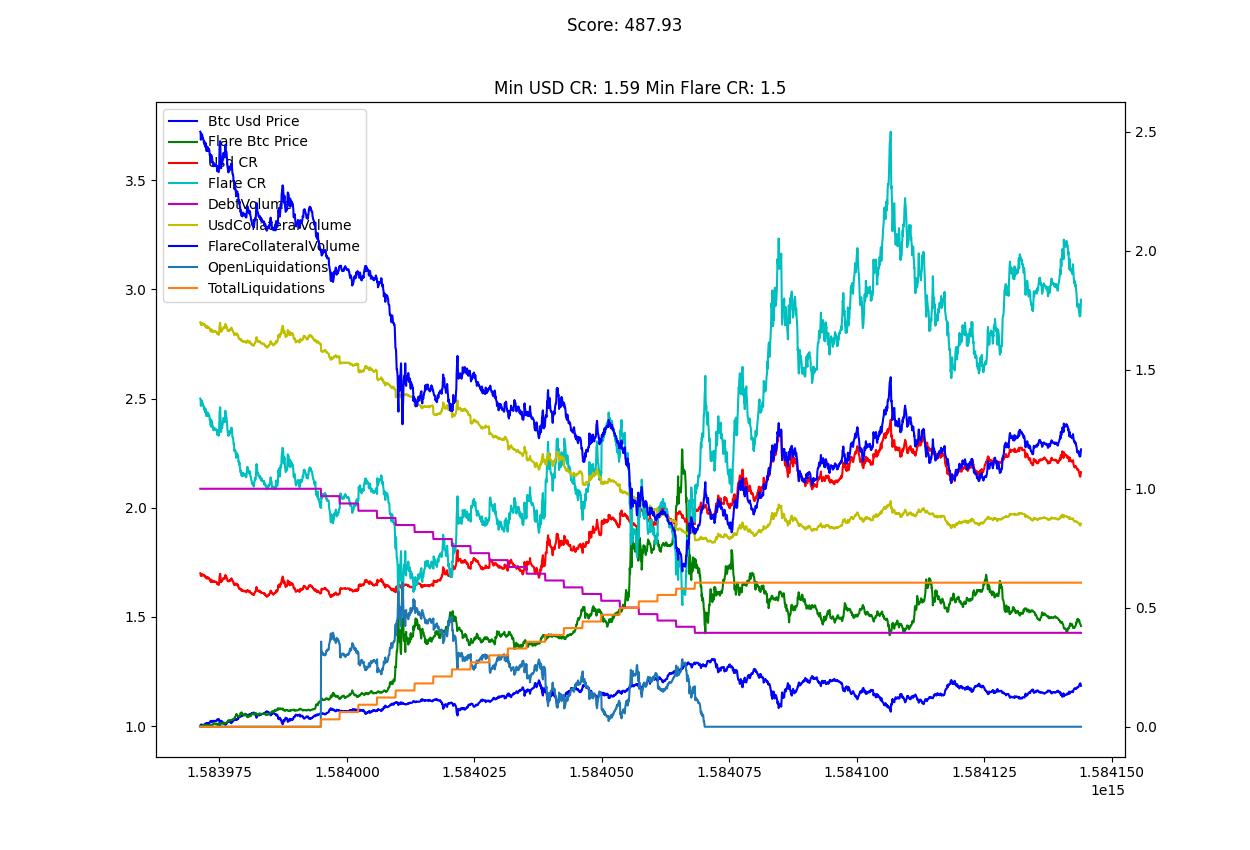 Score: 487.93
Min USD CR: 1.59 Min Flare CR: 1.5
Btc Usd Price
Flare Btc Price
Usd CR
Flare CR
DebtVolume
UsdCollateralVolume
FlareCollateralVolume
OpenLiquidations
TotalLiquidations
3.5
3.0
2.5
2.0
1.5
1.0
2.5
2.0
1.5
1.0
0.5
0.0
1.583975
1.584000
1.584025
1.584050
1.584075
1.584100
1.584125
1.584150
1e15